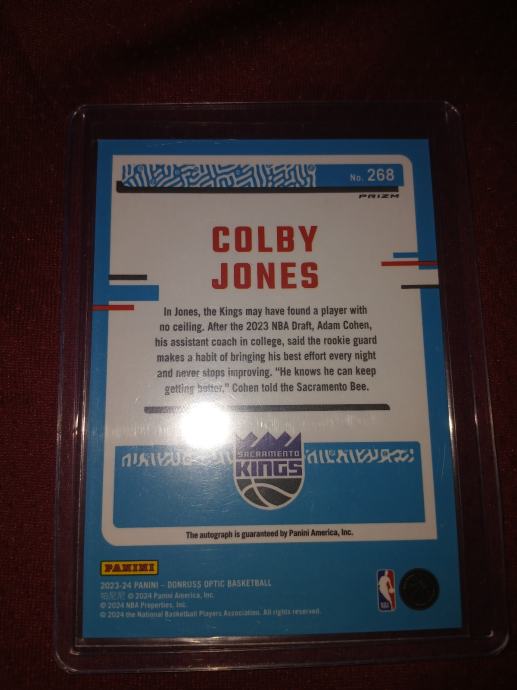 No. 268
PRIZM
COLBY
JONES
In Jones, the Kings may have found a player with
no ceiling. After the 2023 NBA Draft, Adam Cohen,
his assistant coach in college, said the rookie guard
makes a habit of bringing his best effort every night
and never stops improving. "He knows he can keep
getting better," Cohen told the Sacramento Bee.
SACRAMENTO
KINGS
The autograph is guaranteed by Panini America, Inc.
PANINI
2023-24 PANINI – DONRUSS OPTIC BASKETBALL
帕尼尼 © 2024 Panini America, Inc.
© 2024 NBA Properties, Inc.
© 2024 the National Basketball Players Association. All rights reserved.
NBA